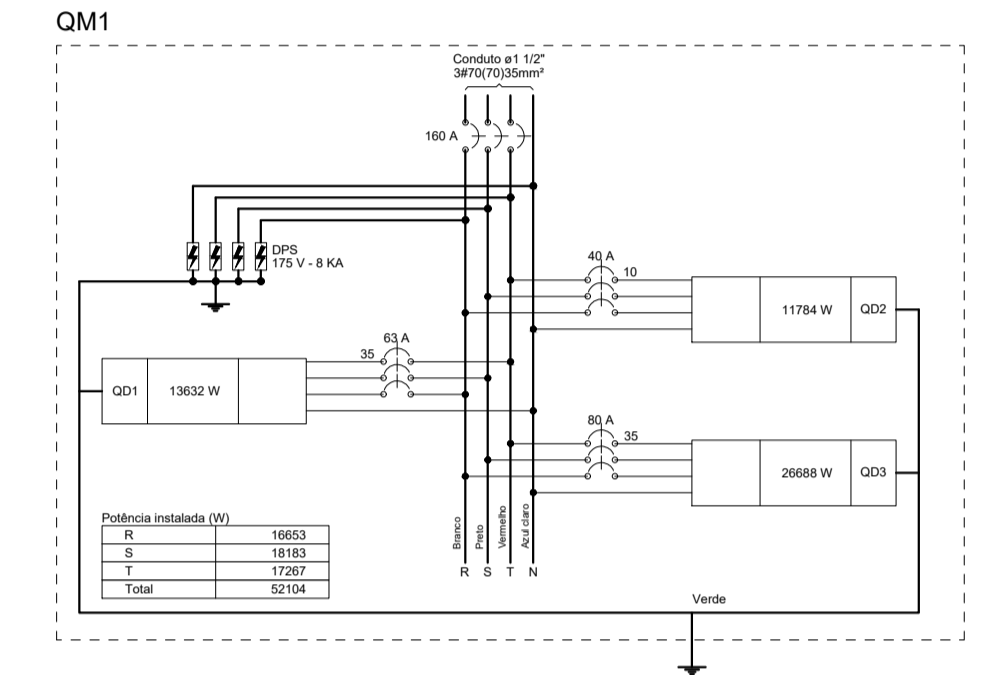 QM1
Conduto ø1 1/2"
3#70(70)35mm²
160 A
DPS
175 V - 8 KA
40 A
10
11784 W
QD2
63 A
35
QD1
13632 W
80 A
35
26688 W
QD3
Potência instalada (W)
R 16653
S 18183
T 17267
Total 52104
Branco
Preto
Vermelho
Azul claro
R S T N
Verde